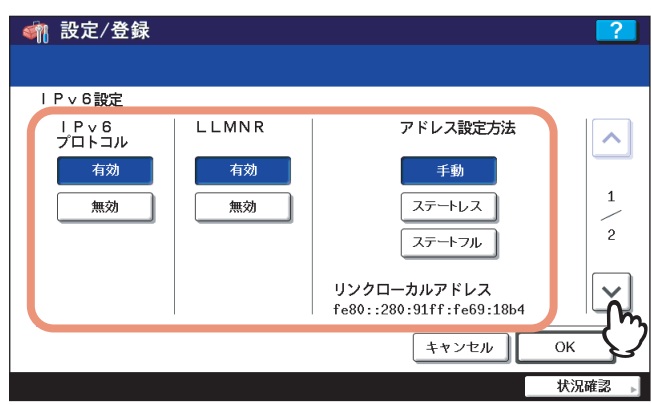 設定/登録
?
IPv6設定
IPv6
プロトコル
有効
無効
LLMNR
有効
無効
アドレス設定方法
手動
ステートレス
ステートフル
リンクローカルアドレス
fe80::280:91ff:fe69:18b4
1
2
キャンセル
OK
状況確認